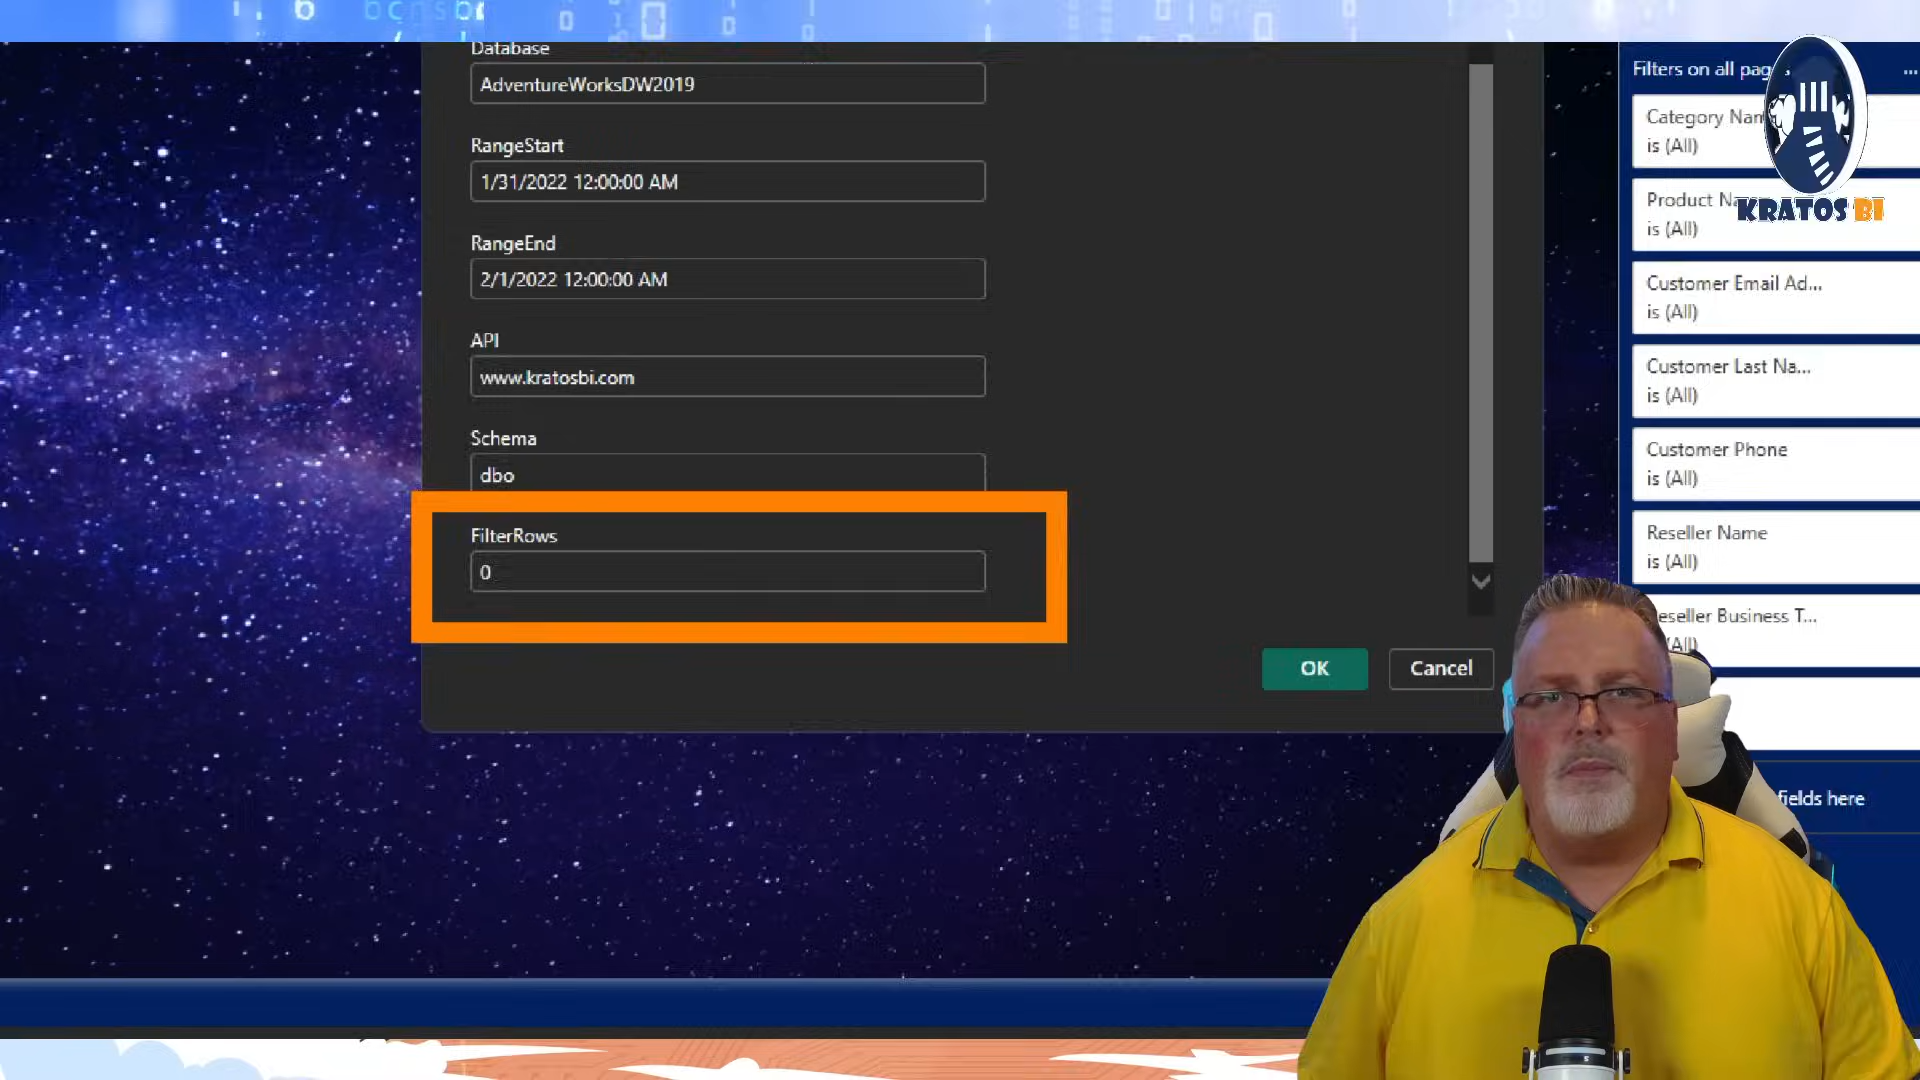 Database
AdventureWorksDW2019
RangeStart
1/31/2022 12:00:00 AM
RangeEnd
2/1/2022 12:00:00 AM
API
www.kratosbi.com
Schema
dbo
FilterRows
0
OK
Cancel
Filters on all
...
Category
is (All)
Product
is (All)
Customer Email Ad...
is (All)
Customer Last Na...
is (All)
Customer Phone
is (All)
Reseller Name
is (All)
Business T...
(All)
fields here
KRATOS BI